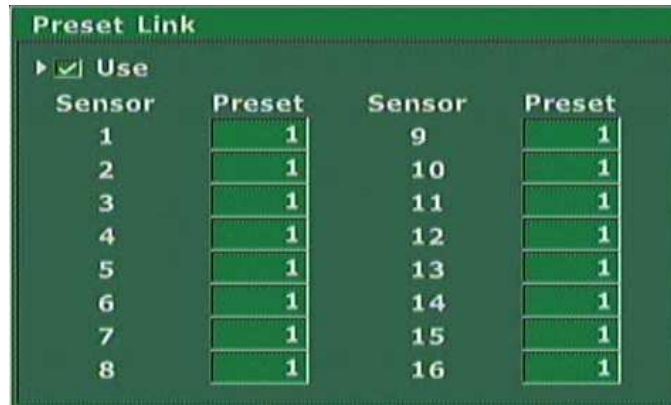 Preset Link
Use
Sensor Preset Sensor Preset
1 1 9 1
2 1 10 1
3 1 11 1
4 1 12 1
5 1 13 1
6 1 14 1
7 1 15 1
8 1 16 1